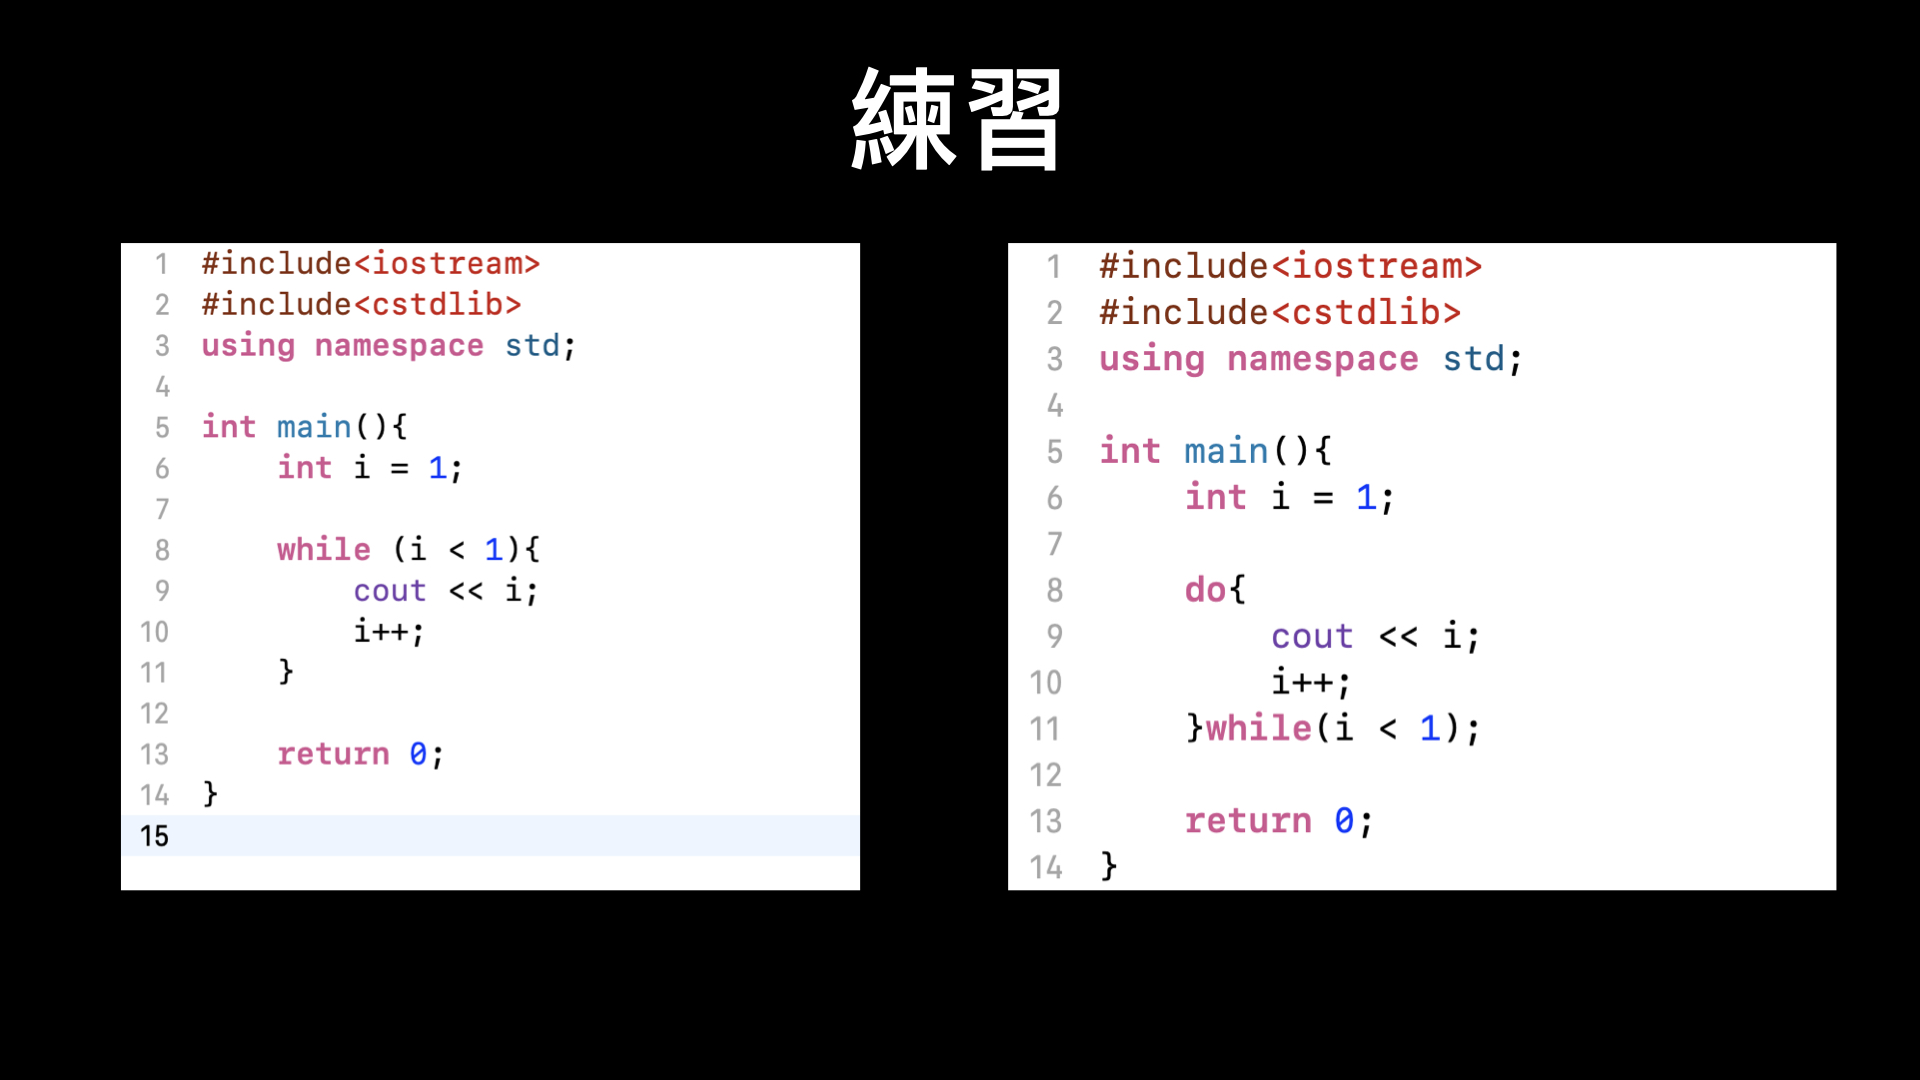 練習
1 #include<iostream>
2 #include<cstdlib>
3 using namespace std;
4
5 int main(){
6     int i = 1;
7
8     while (i < 1){
9         cout << i;
10         i++;
11     }
12
13     return 0;
14 }
15
1 #include<iostream>
2 #include<cstdlib>
3 using namespace std;
4
5 int main(){
6     int i = 1;
7
8     do{
9         cout << i;
10         i++;
11     }while(i < 1);
12
13     return 0;
14 }